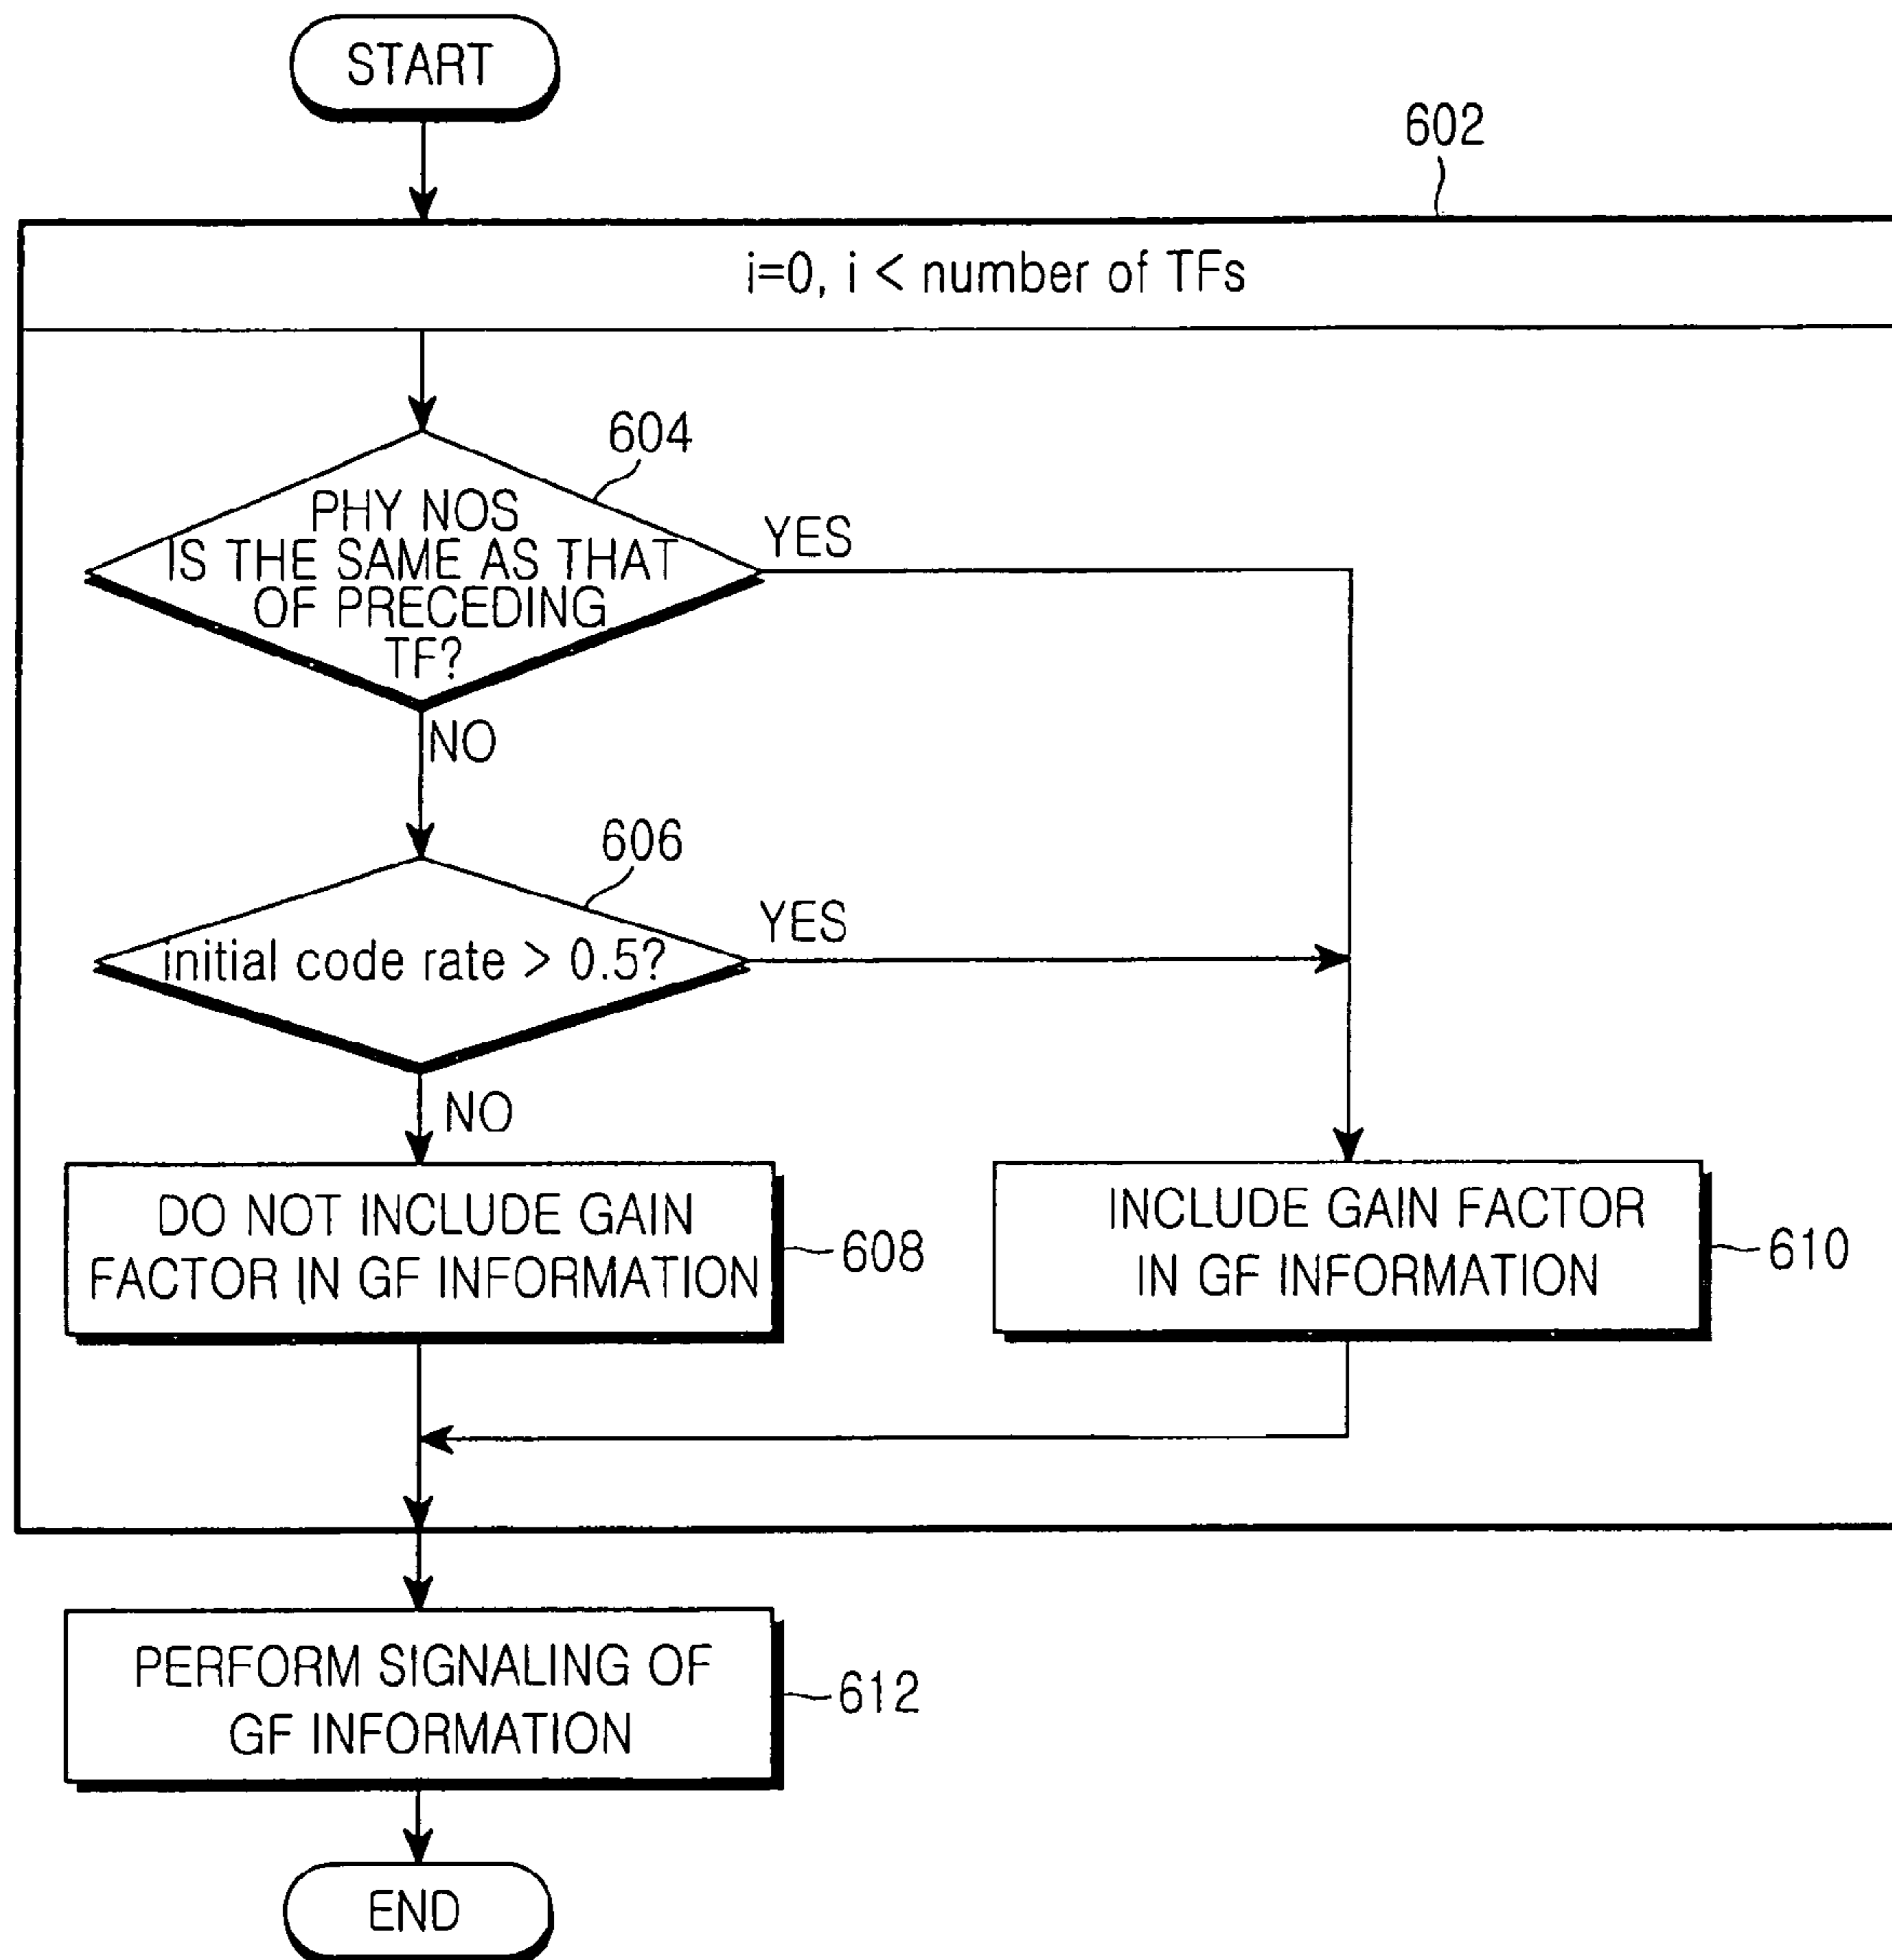 START
602
i=0, i < number of TFs
604
PHY NOS
IS THE SAME AS THAT
OF PRECEDING
TF?
YES
NO
606
initial code rate > 0.5?
YES
NO
DO NOT INCLUDE GAIN
FACTOR IN GF INFORMATION
608
INCLUDE GAIN FACTOR
IN GF INFORMATION
610
PERFORM SIGNALING OF
GF INFORMATION
612
END